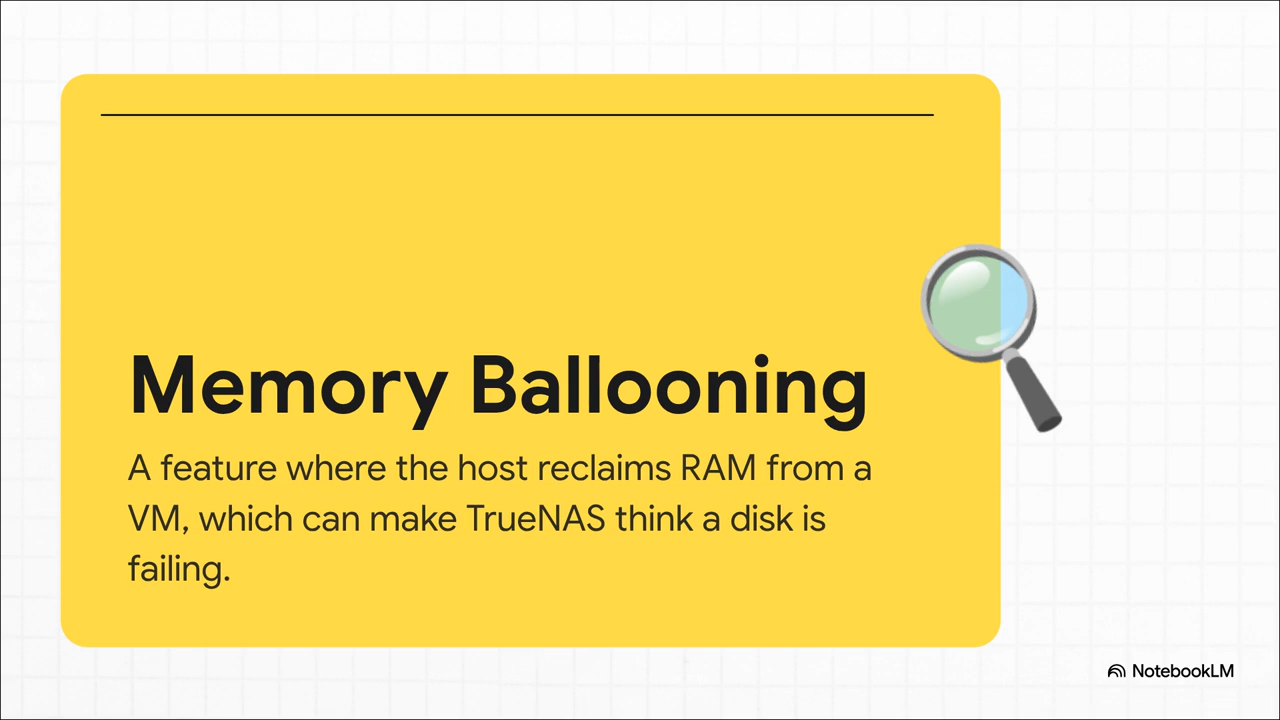 Memory Ballooning
A feature where the host reclaims RAM from a
VM, which can make TrueNAS think a disk is
failing.
NotebookLM